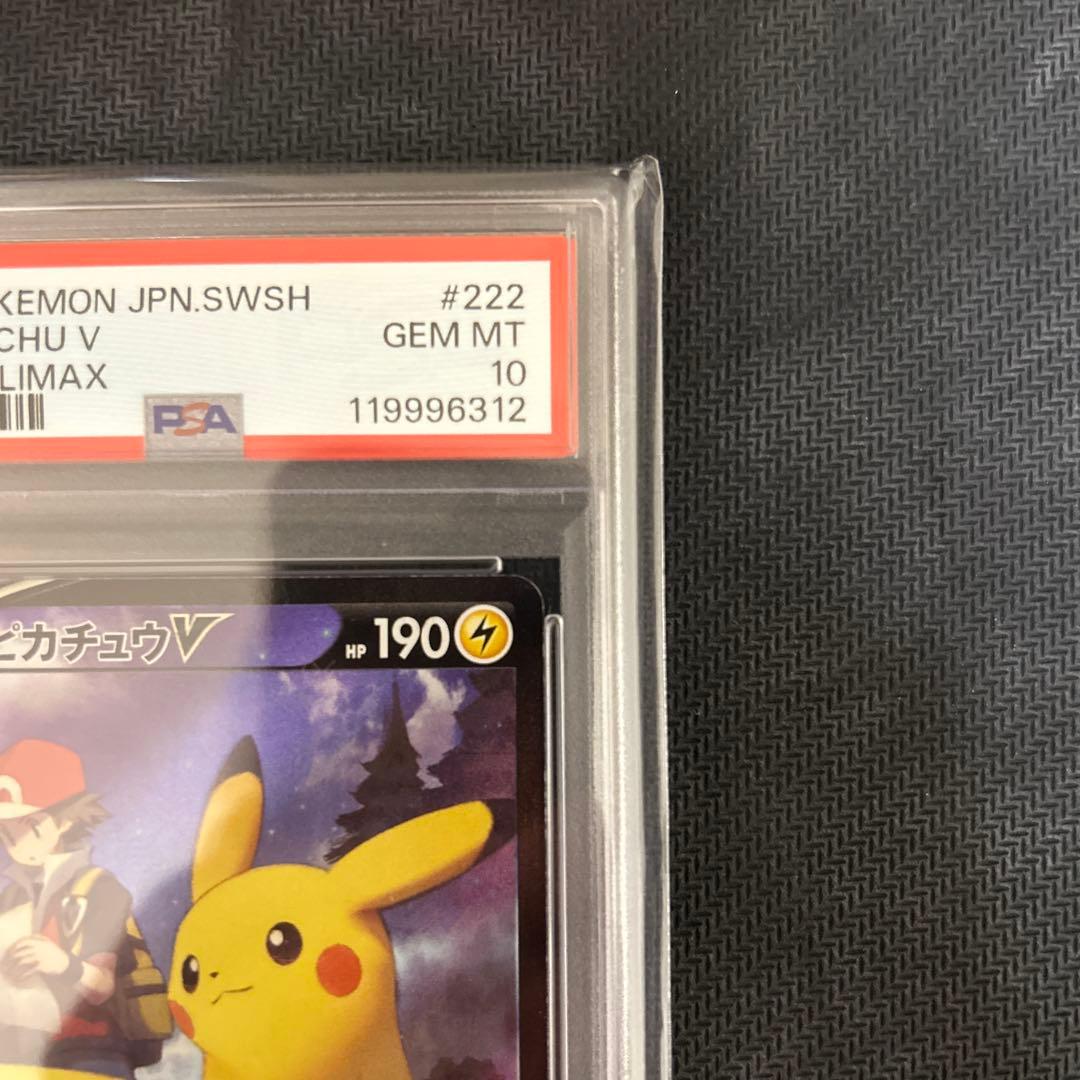 KEMON JPN.SWSH #222
CHU V GEM MT
LIMAX 10
PSA 119996312
ピカチュウV HP 190